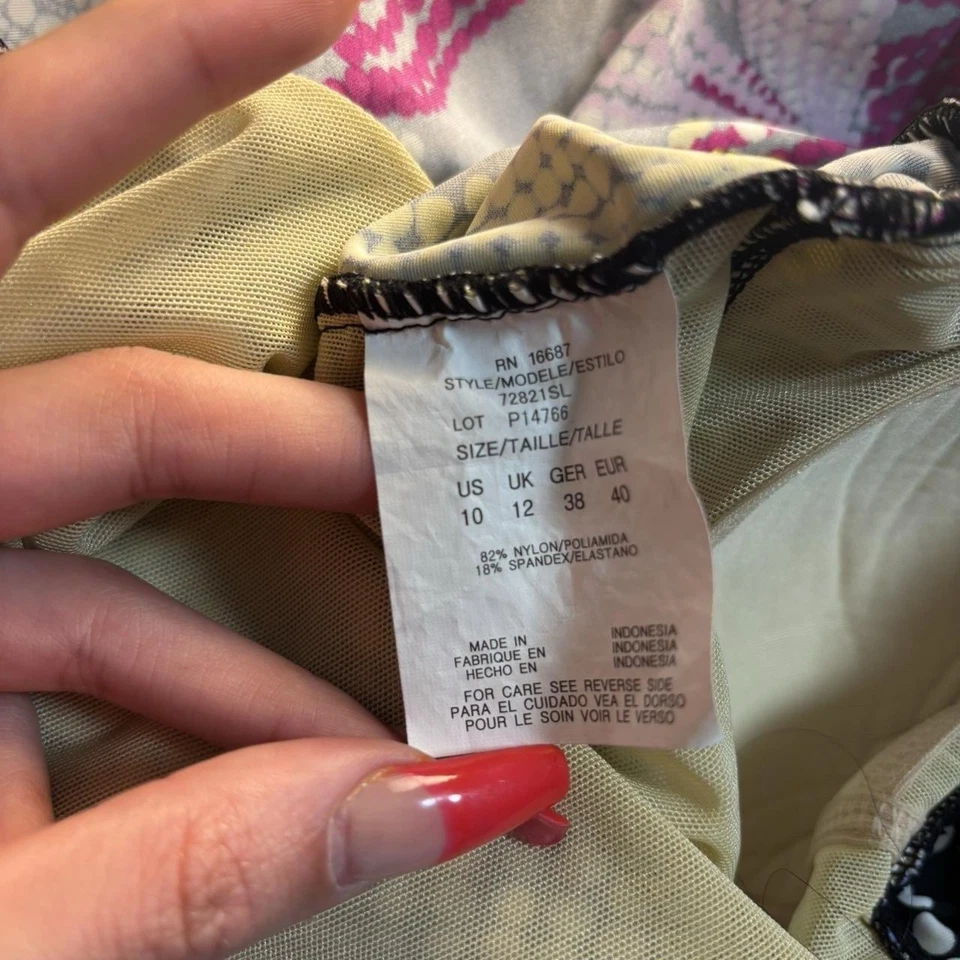 RN 16687
STYLE/MODELE/ESTILO
72821SL
LOT P14766
SIZE/TAILLE/TALLE
US UK GER EUR
10 12 38 40
82% NYLON/POLIAMIDA
18% SPANDEX/ELASTANO
MADE IN INDONESIA
FABRIQUE EN INDONESIA
HECHO EN INDONESIA
FOR CARE SEE REVERSE SIDE
PARA EL CUIDADO VEA EL DORSO
POUR LE SOIN VOIR LE VERSO